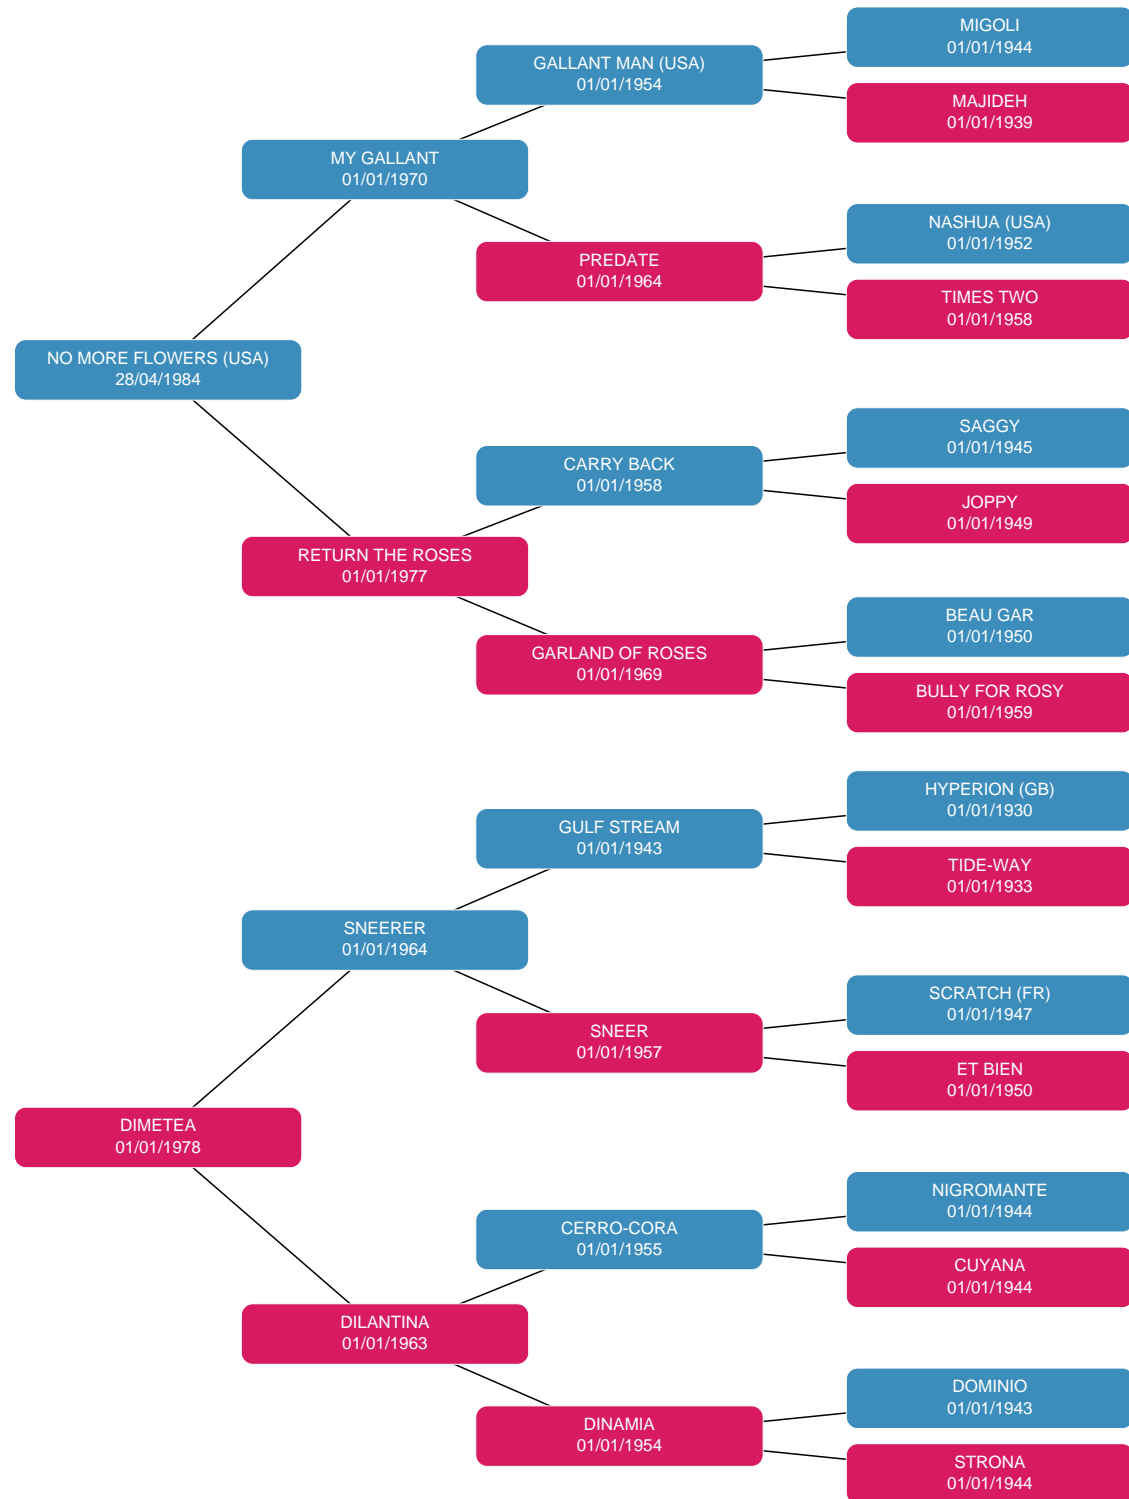 MIGOLI
01/01/1944
GALLANT MAN (USA)
01/01/1954
MAJIDEH
01/01/1939
MY GALLANT
01/01/1970
NASHUA (USA)
01/01/1952
PREDATE
01/01/1964
TIMES TWO
01/01/1958
NO MORE FLOWERS (USA)
28/04/1984
SAGGY
01/01/1945
CARRY BACK
01/01/1958
JOPPY
01/01/1949
RETURN THE ROSES
01/01/1977
BEAU GAR
01/01/1950
GARLAND OF ROSES
01/01/1969
BULLY FOR ROSY
01/01/1959
HYPERION (GB)
01/01/1930
GULF STREAM
01/01/1943
TIDE-WAY
01/01/1933
SNEERER
01/01/1964
SCRATCH (FR)
01/01/1947
SNEER
01/01/1957
ET BIEN
01/01/1950
DIMETEA
01/01/1978
NIGROMANTE
01/01/1944
CERRO-CORA
01/01/1955
CUYANA
01/01/1944
DILANTINA
01/01/1963
DOMINIO
01/01/1943
DINAMIA
01/01/1954
STRONA
01/01/1944